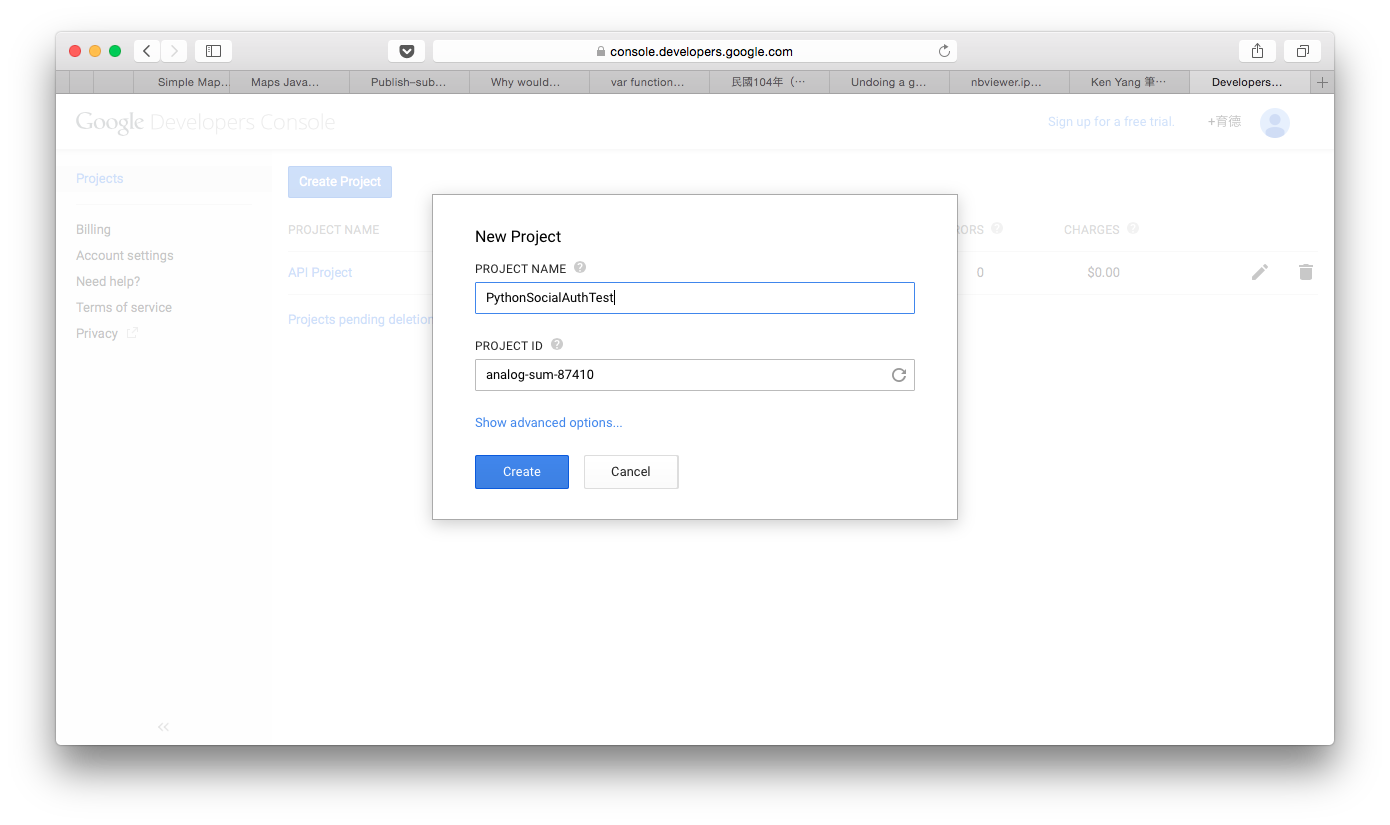 console.developers.google.com
Simple Map...
Maps Java...
Publish–sub...
Why would...
var function...
民國104年（…
Undoing a g...
nbviewer.ip...
Ken Yang 筆…
Developers...
Google Developers Console
Sign up for a free trial.
+育德
Projects
Billing
Account settings
Need help?
Terms of service
Privacy
Create Project
PROJECT NAME
CHARGES
API Project
0
$0.00
Projects pending deletion
New Project
PROJECT NAME
PythonSocialAuthTest
PROJECT ID
analog-sum-87410
Show advanced options...
Create
Cancel